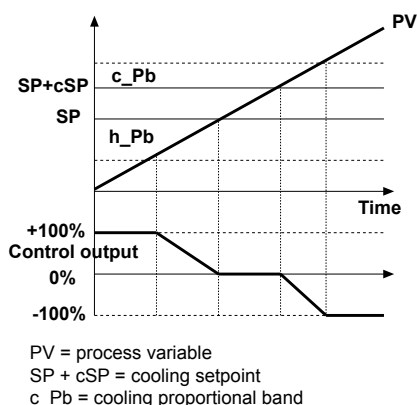 PV
c_Pb
SP+cSP
SP
h_Pb
Time
+100%
Control output
0%
-100%
PV = process variable
SP + cSP = cooling setpoint
c_Pb = cooling proportional band